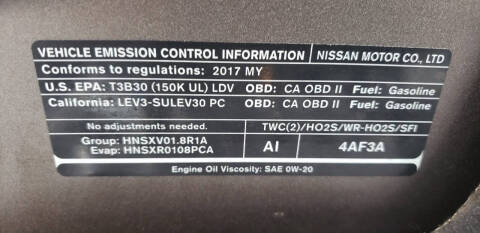 VEHICLE EMISSION CONTROL INFORMATION NISSAN MOTOR CO., LTD
Conforms to regulations: 2017 MY
U.S. EPA: T3B30 (150K UL) LDV OBD: CA OBD II Fuel: Gasoline
California: LEV3-SULEV30 PC OBD: CA OBD II Fuel: Gasoline
No adjustments needed. TWC(2)/HO2S/WR-HO2S/SFI
Group: HNSXV01.8R1A
Evap: HNSXR0108PCA
AI 4AF3A
Engine Oil Viscosity: SAE 0W-20